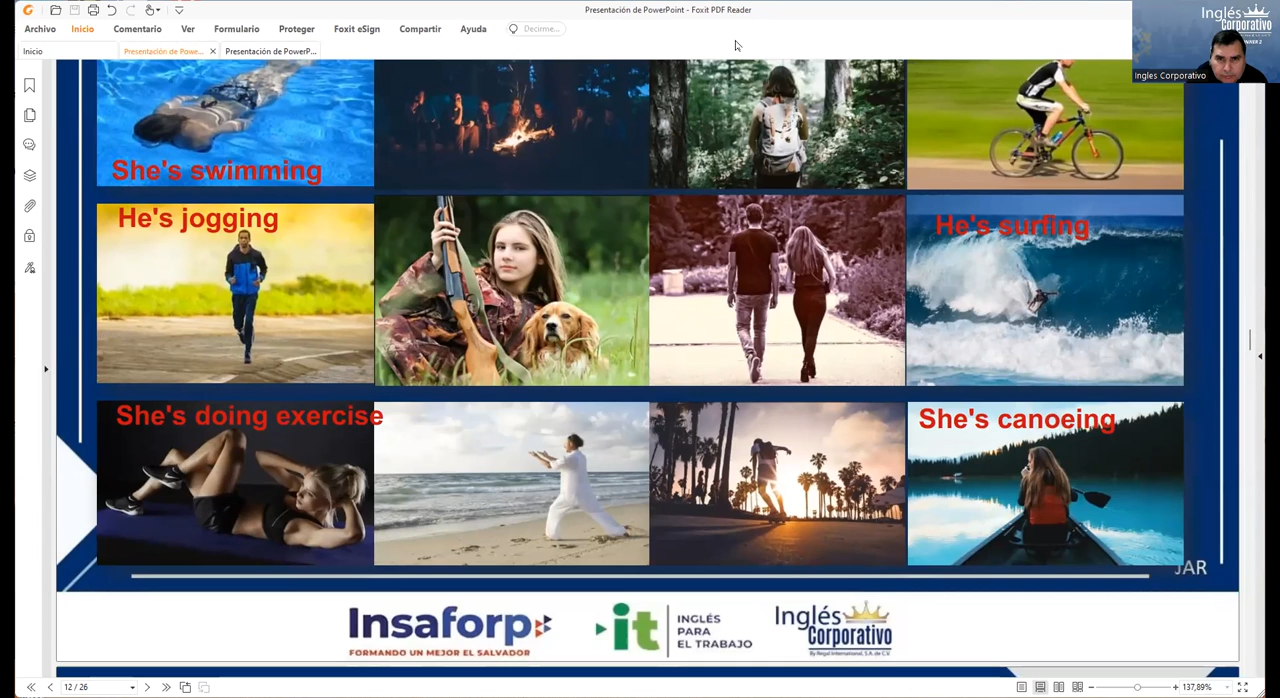 Presentación de PowerPoint - Foxit PDF Reader
Archivo Inicio Comentario Ver Formulario Proteger Foxit eSign Compartir Ayuda Decirme...
Inicio Presentación de Powe... Presentación de PowerP...
Inglés
Corporativo
Ingles Corporativo
She's swimming
He's jogging
He's surfing
She's doing exercise
She's canoeing
JAR
Insaforp
FORMANDO UN MEJOR EL SALVADOR
it
INGLÉS
PARA
EL TRABAJO
Inglés
Corporativo
By Regal International, S.A. de C.V.
12 / 26
137,89%